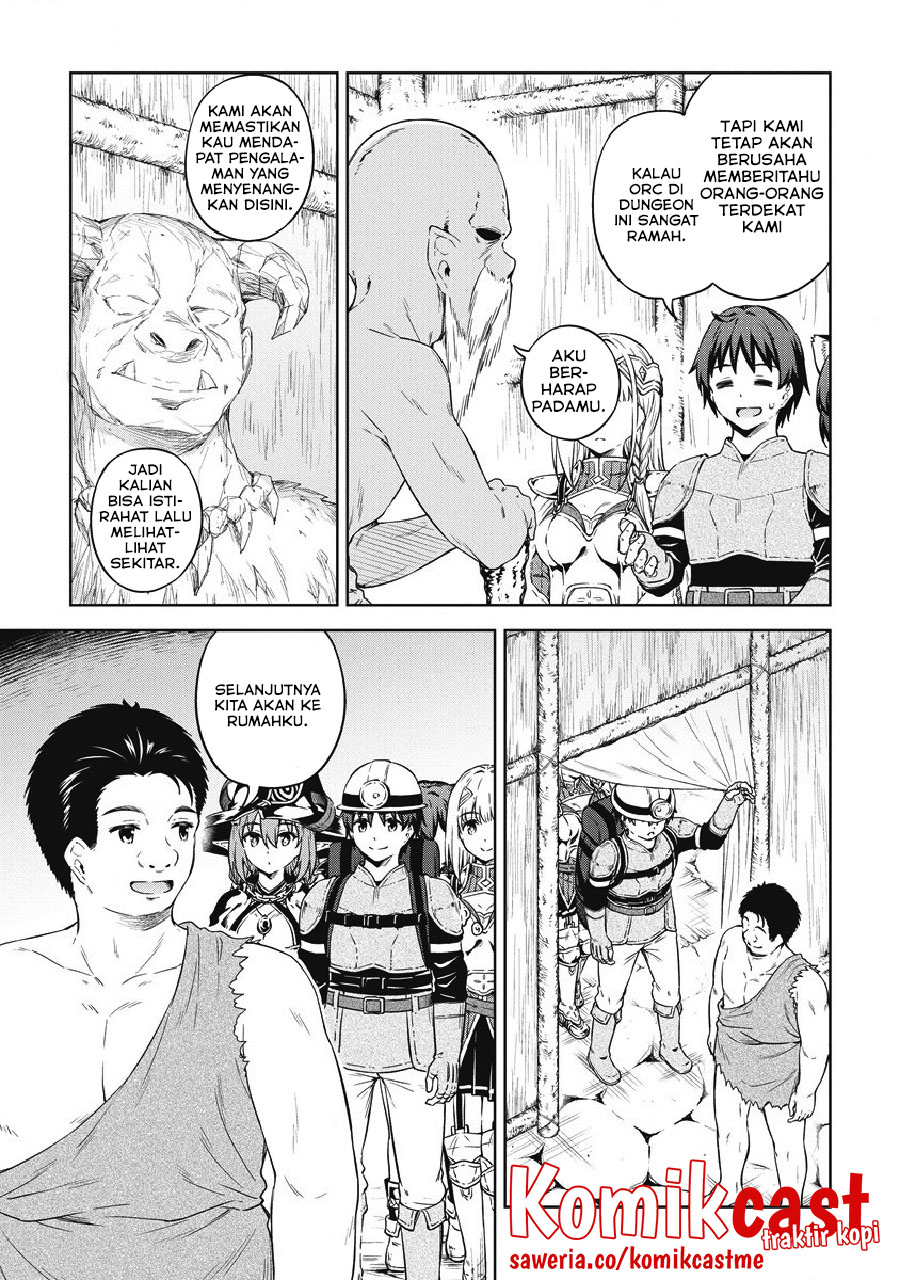 TAPI KAMI
TETAP AKAN
BERUSAHA
MEMBERITAHU
ORANG-ORANG
TERDEKAT
KAMI
KALAU
ORC DI
DUNGEON
INI SANGAT
RAMAH.
AKU
BER-
HARAP
PADAMU.
KAMI AKAN
MEMASTIKAN
KAU MENDA-
PAT PENGALA-
MAN YANG
MENYENANG-
KAN DISINI.
JADI
KALIAN
BISA ISTI-
RAHAT LALU
MELIHAT-
LIHAT
SEKITAR.
SELANJUTNYA
KITA AKAN KE
RUMAHKU.
Komikcast
traktir kopi
saweria.co/komikcastme